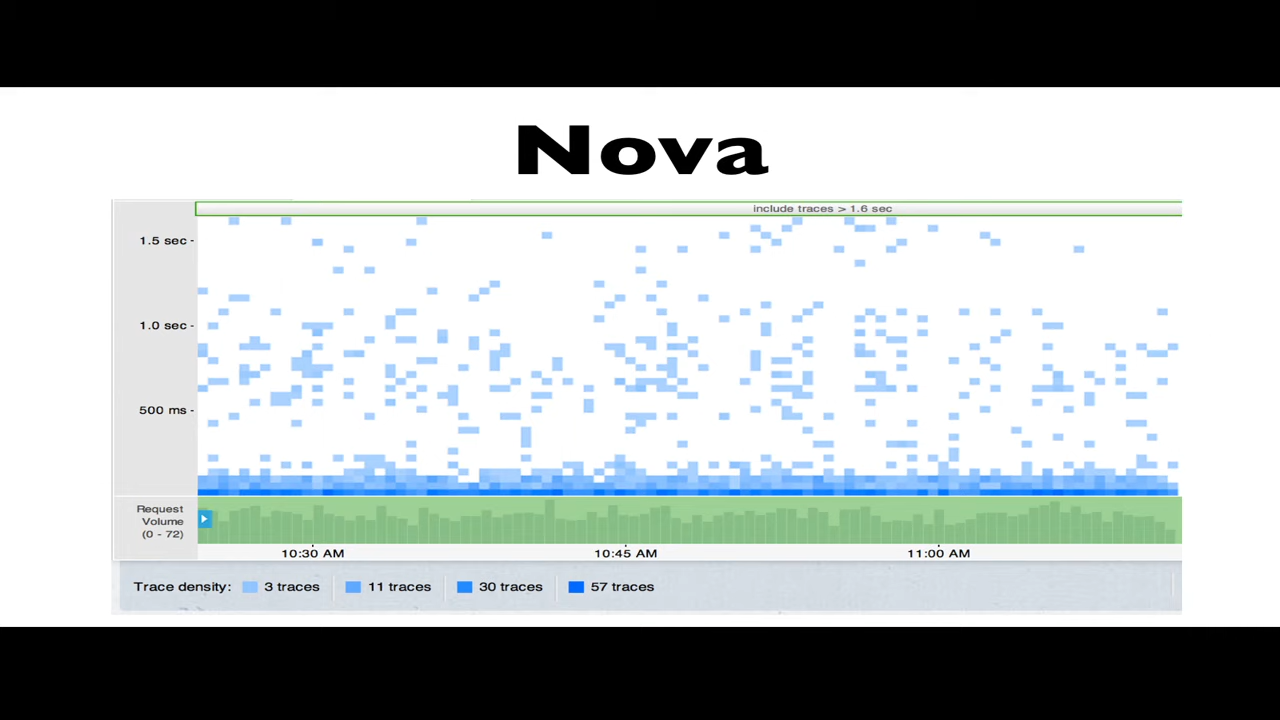 Nova
include traces > 1.6 sec
1.5 sec -
1.0 sec -
500 ms -
Request
Volume
(0 - 72)
10:30 AM 10:45 AM 11:00 AM
Trace density: 3 traces 11 traces 30 traces 57 traces